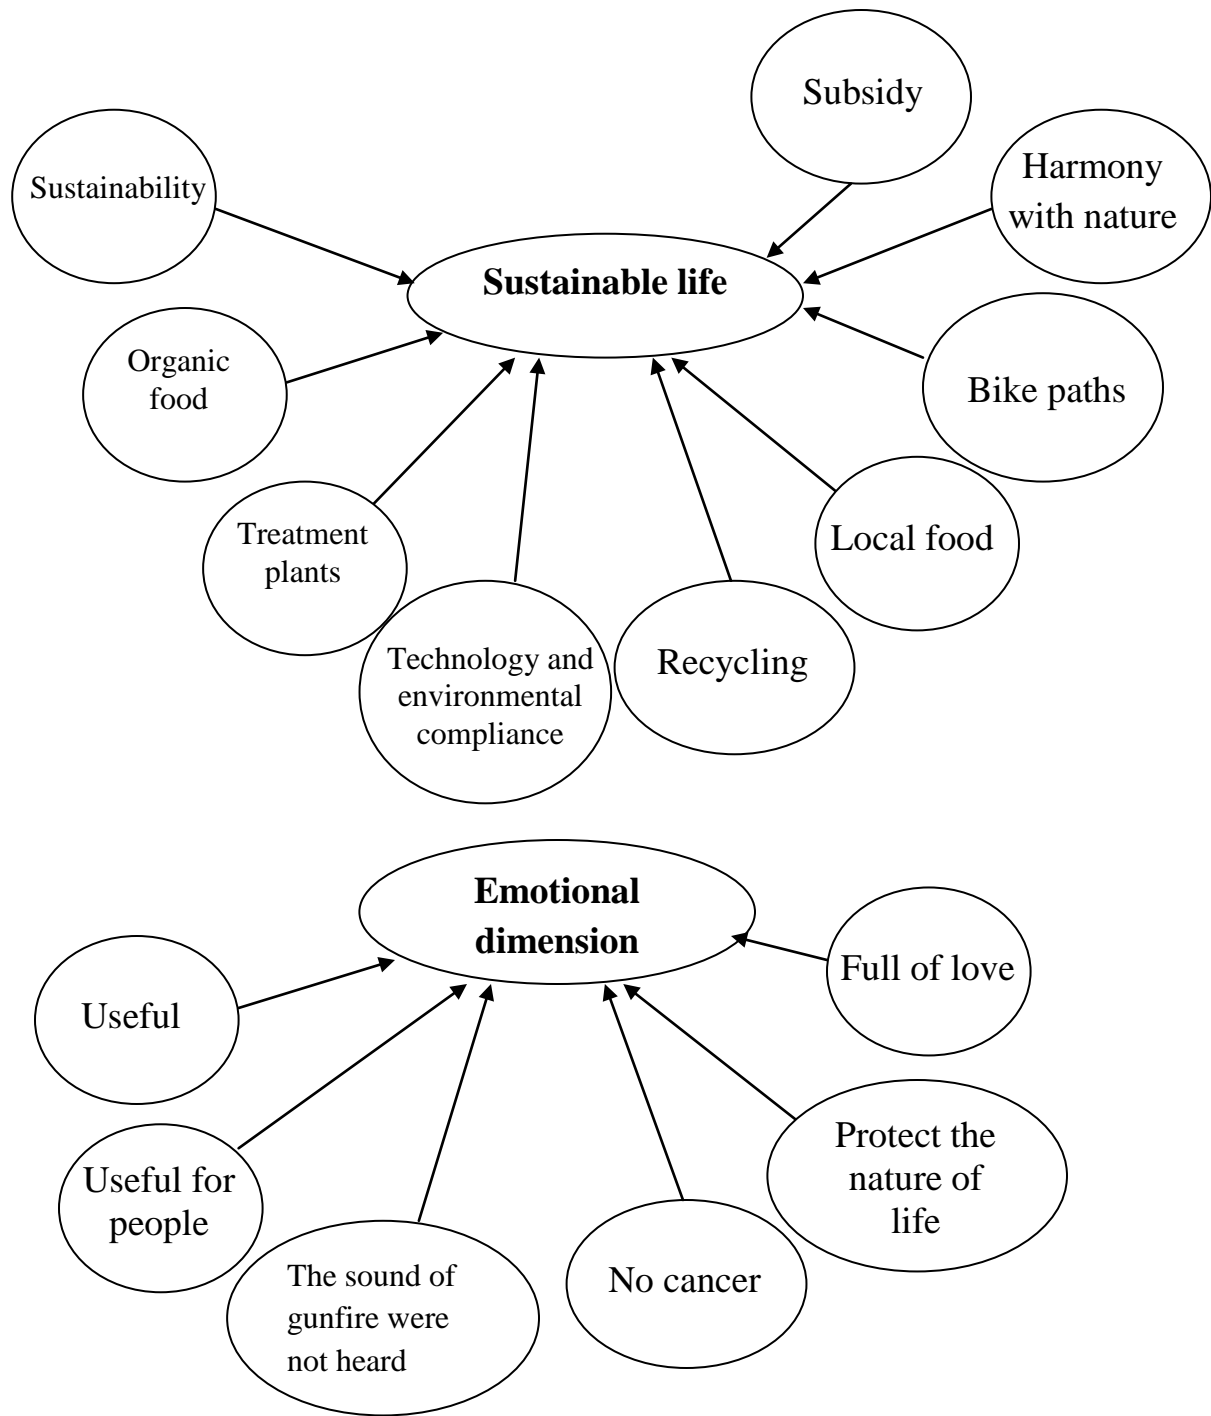 Subsidy
Sustainability
Harmony
with nature
Sustainable life
Organic
food
Bike paths
Treatment
plants
Local food
Technology and
environmental
compliance
Recycling
Emotional
dimension
Useful
Full of love
Useful for
people
Protect the
nature of
life
The sound of
gunfire were
not heard
No cancer